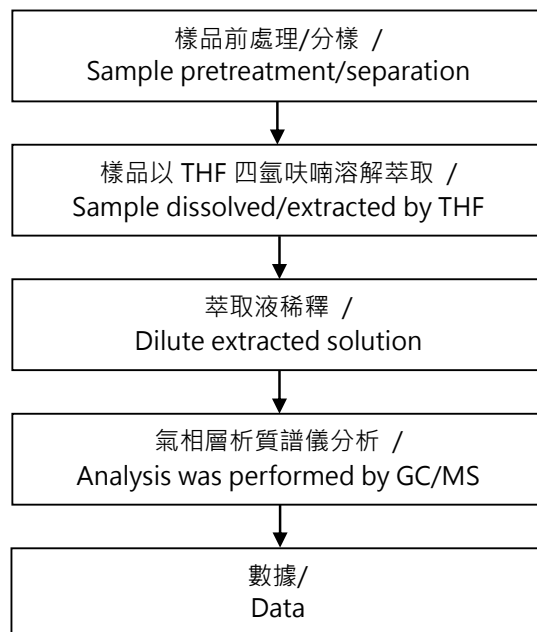 樣品前處理/分樣 /
Sample pretreatment/separation
樣品以 THF 四氫呋喃溶解萃取 /
Sample dissolved/extracted by THF
萃取液稀釋 /
Dilute extracted solution
氣相層析質譜儀分析 /
Analysis was performed by GC/MS
數據/
Data